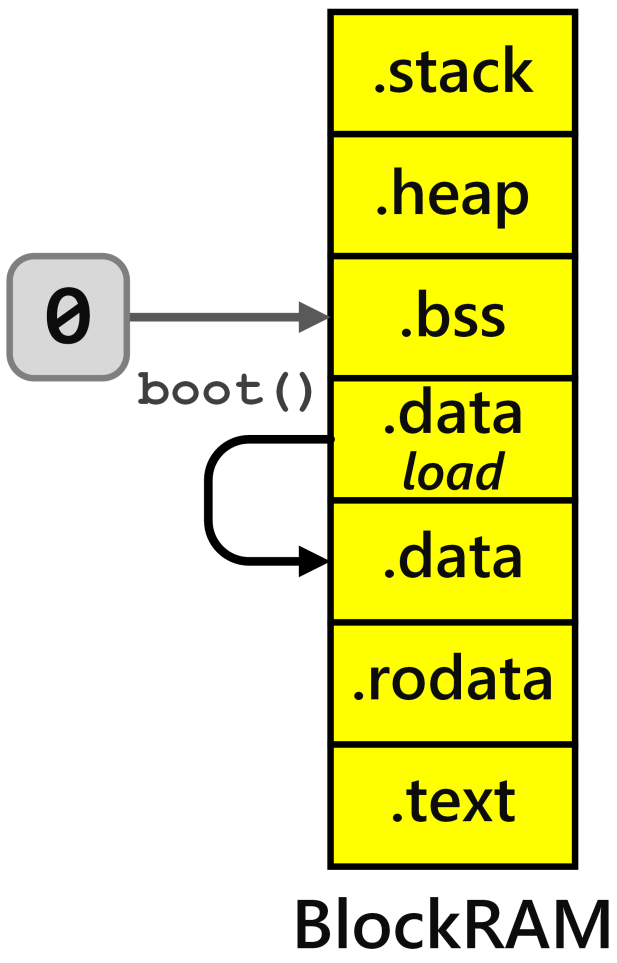 .stack
.heap
0
.bss
boot()
.data
load
.data
.rodata
.text
BlockRAM